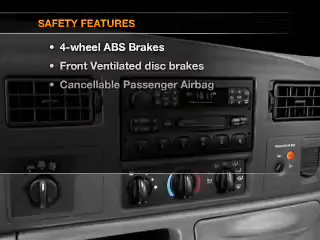 SAFETY FEATURES
• 4-wheel ABS Brakes
• Front Ventilated disc brakes
• Cancellable Passenger Airbag